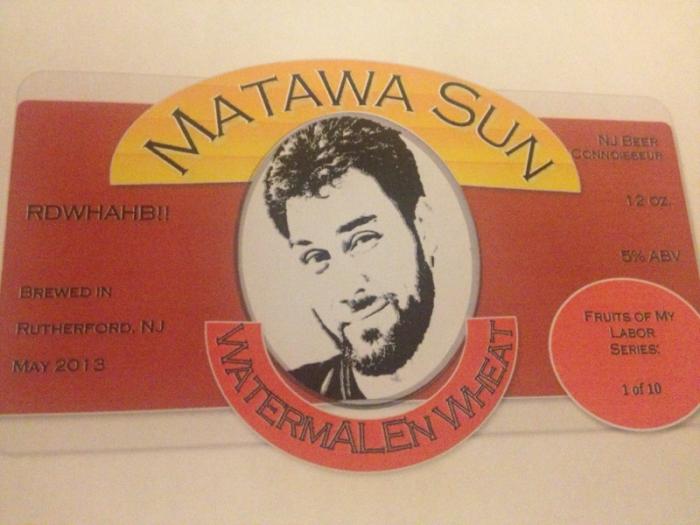 MATAWA SUN
NJ BEER
CONNOISSEUR
RDWHAHB!!
12 OZ.
5% ABV
BREWED IN
RUTHERFORD, NJ
MAY 2013
FRUITS OF MY
LABOR
SERIES:
1 of 10
WATERMALEN WHEAT